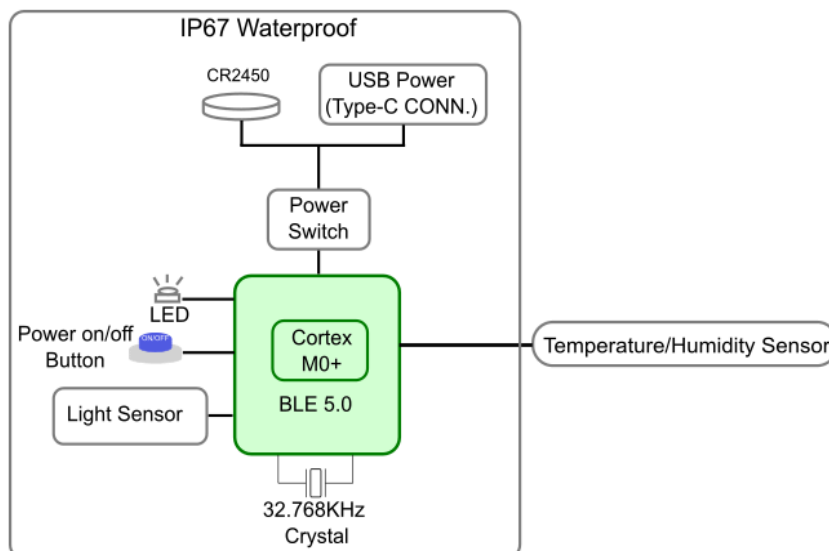 IP67 Waterproof
CR2450
USB Power
(Type-C CONN.)
Power
Switch
LED
Power on/off
Button
ON/OFF
Cortex
M0+
BLE 5.0
Temperature/Humidity Sensor
Light Sensor
32.768KHz
Crystal